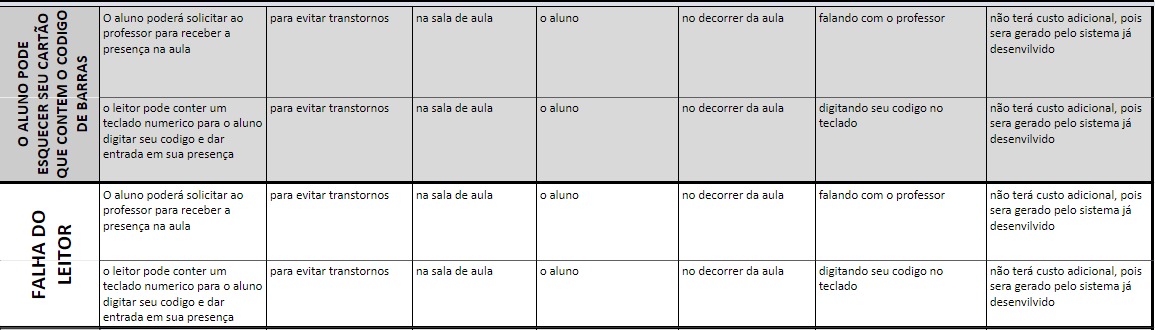 O ALUNO PODE
ESQUECER SEU CARTÃO
QUE CONTEM O CODIGO
DE BARRAS
O aluno poderá solicitar ao
professor para receber a
presença na aula
para evitar transtornos
na sala de aula
o aluno
no decorrer da aula
falando com o professor
não terá custo adicional, pois
sera gerado pelo sistema já
desenvilvido
o leitor pode conter um
teclado numerico para o aluno
digitar seu codigo e dar
entrada em sua presença
para evitar transtornos
na sala de aula
o aluno
no decorrer da aula
digitando seu codigo no
teclado
não terá custo adicional, pois
sera gerado pelo sistema já
desenvilvido
FALHA DO
LEITOR
O aluno poderá solicitar ao
professor para receber a
presença na aula
para evitar transtornos
na sala de aula
o aluno
no decorrer da aula
falando com o professor
não terá custo adicional, pois
sera gerado pelo sistema já
desenvilvido
o leitor pode conter um
teclado numerico para o aluno
digitar seu codigo e dar
entrada em sua presença
para evitar transtornos
na sala de aula
o aluno
no decorrer da aula
digitando seu codigo no
teclado
não terá custo adicional, pois
sera gerado pelo sistema já
desenvilvido